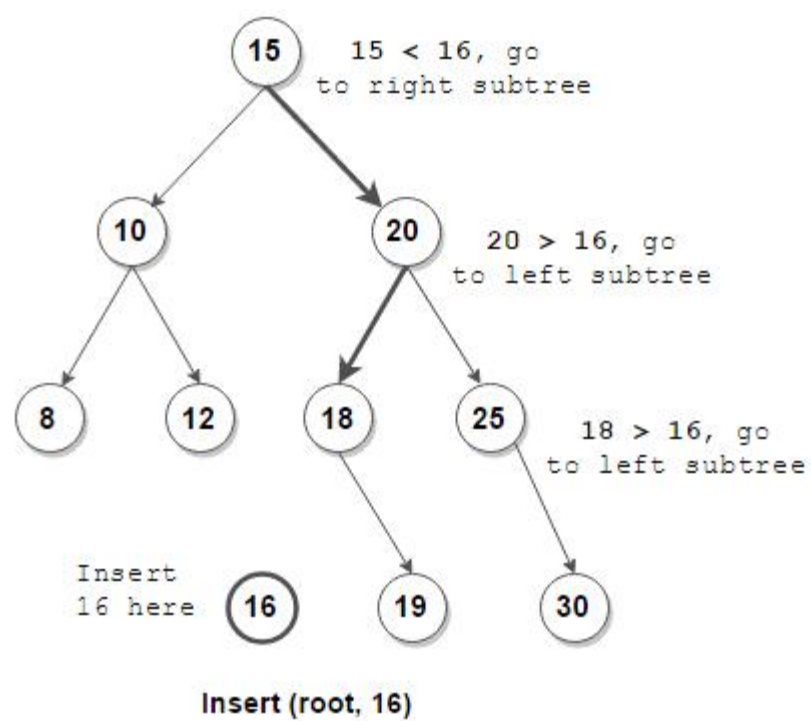 15
15 < 16, go
to right subtree
10
20
20 > 16, go
to left subtree
8
12
18
25
18 > 16, go
to left subtree
Insert
16 here
16
19
30
Insert (root, 16)